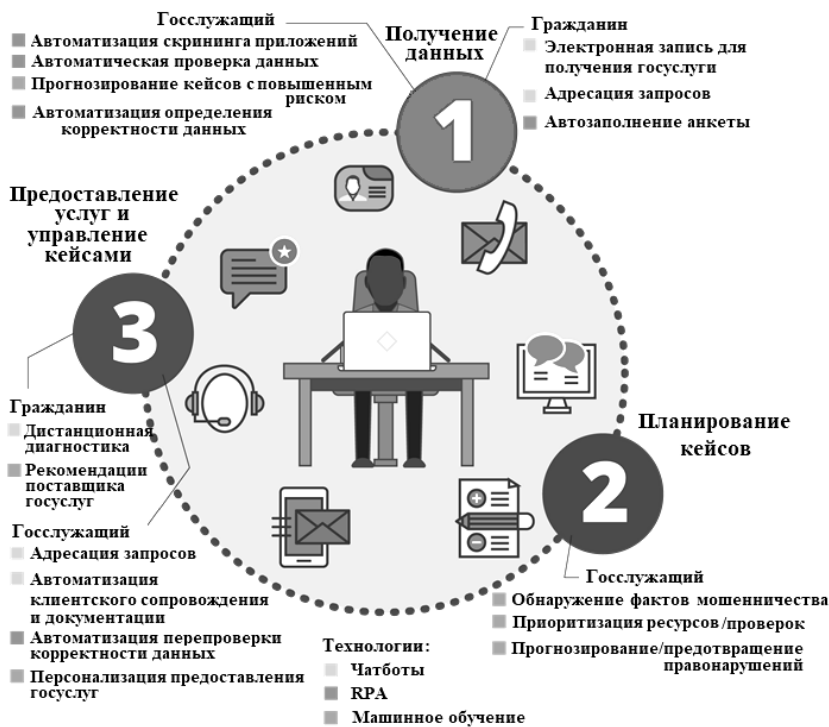 Госслужащий
Автоматизация скрининга приложений
Автоматическая проверка данных
Прогнозирование кейсов с повышенным
риском
Автоматизация определения
корректности данных
Получение
данных
1
Гражданин
Электронная запись для
получения госуслуги
Адресация запросов
Автозаполнение анкеты
Предоставление
услуг и
управление
кейсами
3
Гражданин
Дистанционная
диагностика
Рекомендации
поставщика
госуслуг
Госслужащий
Адресация запросов
Автоматизация
клиентского сопровождения
и документации
Автоматизация перепроверки
корректности данных
Персонализация предоставления
госуслуг
Планирование
кейсов
2
Госслужащий
Обнаружение фактов мошенничества
Приоритизация ресурсов/проверок
Прогнозирование/предотвращение
правонарушений
Технологии:
Чатботы
RPA
Машинное обучение